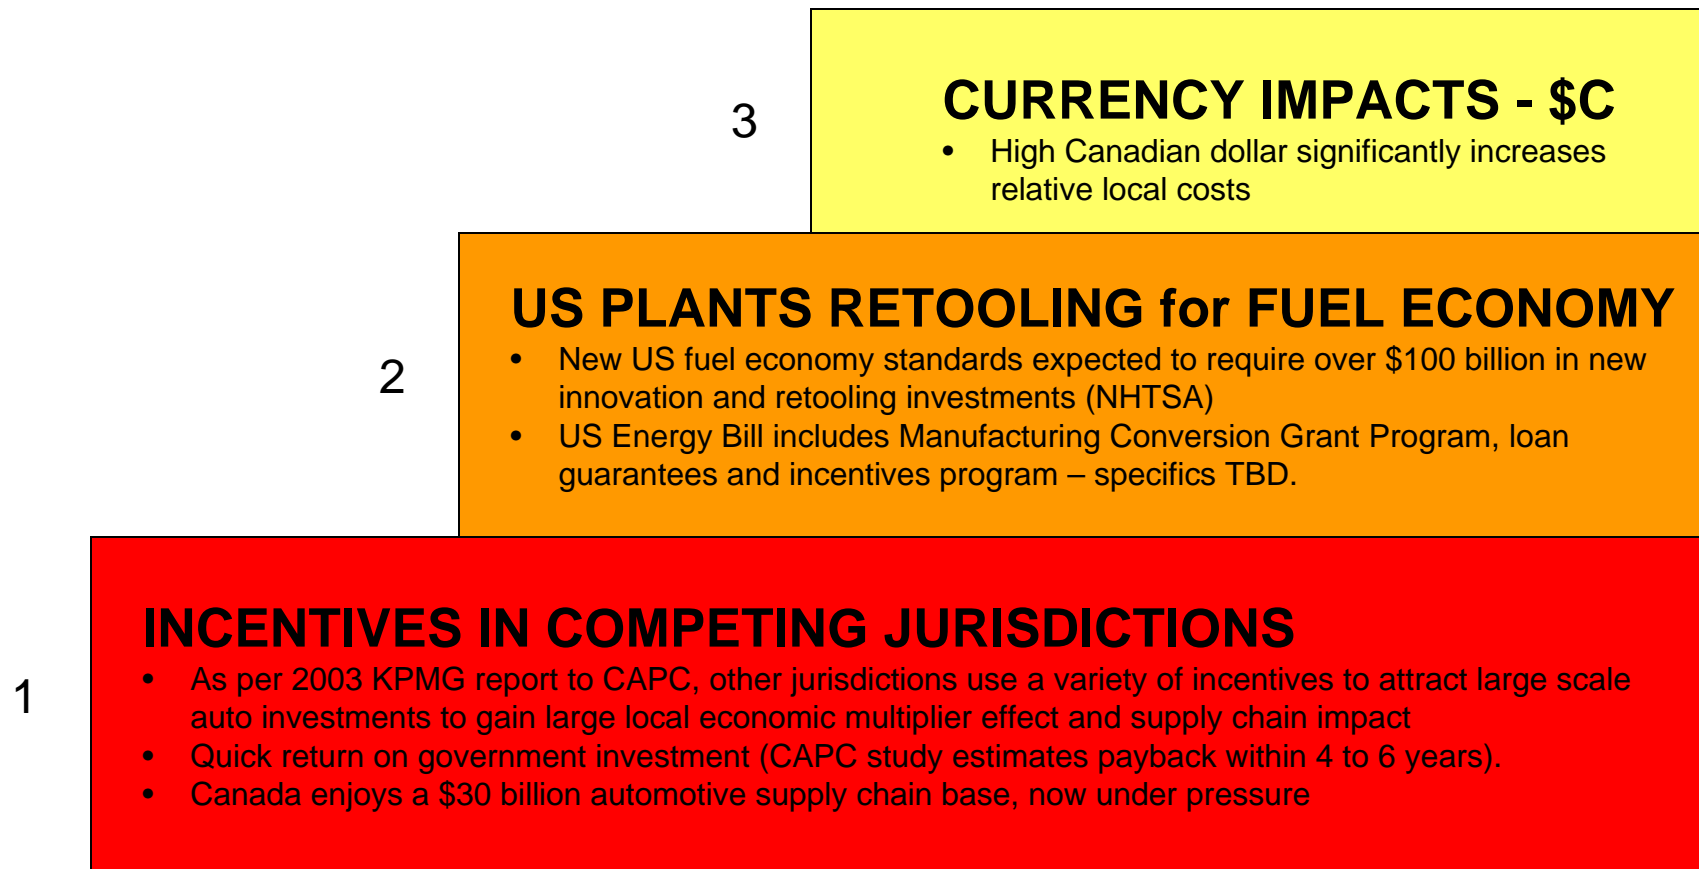 3
CURRENCY IMPACTS - $C
• High Canadian dollar significantly increases
relative local costs
2
US PLANTS RETOOLING for FUEL ECONOMY
• New US fuel economy standards expected to require over $100 billion in new
innovation and retooling investments (NHTSA)
• US Energy Bill includes Manufacturing Conversion Grant Program, loan
guarantees and incentives program – specifics TBD.
1
INCENTIVES IN COMPETING JURISDICTIONS
• As per 2003 KPMG report to CAPC, other jurisdictions use a variety of incentives to attract large scale
auto investments to gain large local economic multiplier effect and supply chain impact
• Quick return on government investment (CAPC study estimates payback within 4 to 6 years).
• Canada enjoys a $30 billion automotive supply chain base, now under pressure